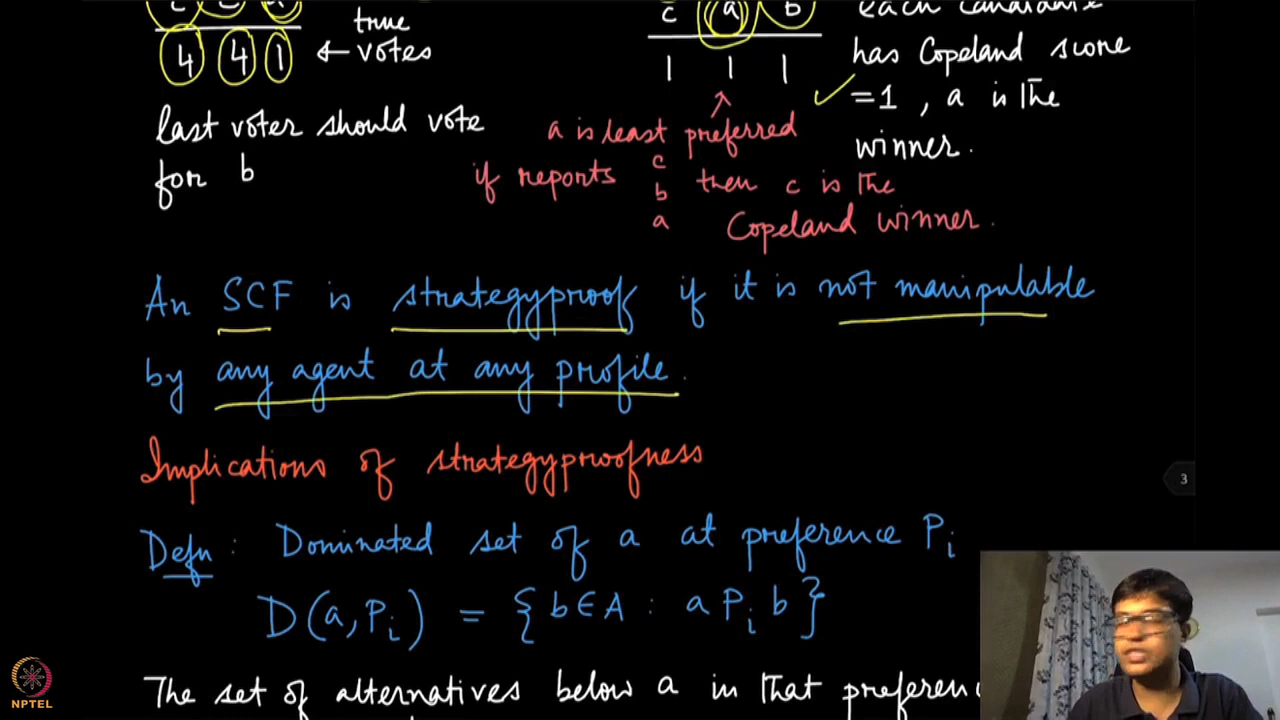 c a b each candidate
true
4 4 1 ← votes
1 1 1
has Copeland score
= 1 , a is the
winner.
last voter should vote
for b
a is least preferred
if reports c b a then c is the
Copeland winner.
An SCF is strategyproof if it is not manipulable
by any agent at any profile.
Implications of strategyproofness
3
Defn : Dominated set of a at preference Pi
D(a, Pi) = { b ∈ A : a Pi b }
The set of alternatives below a in that
NPTEL